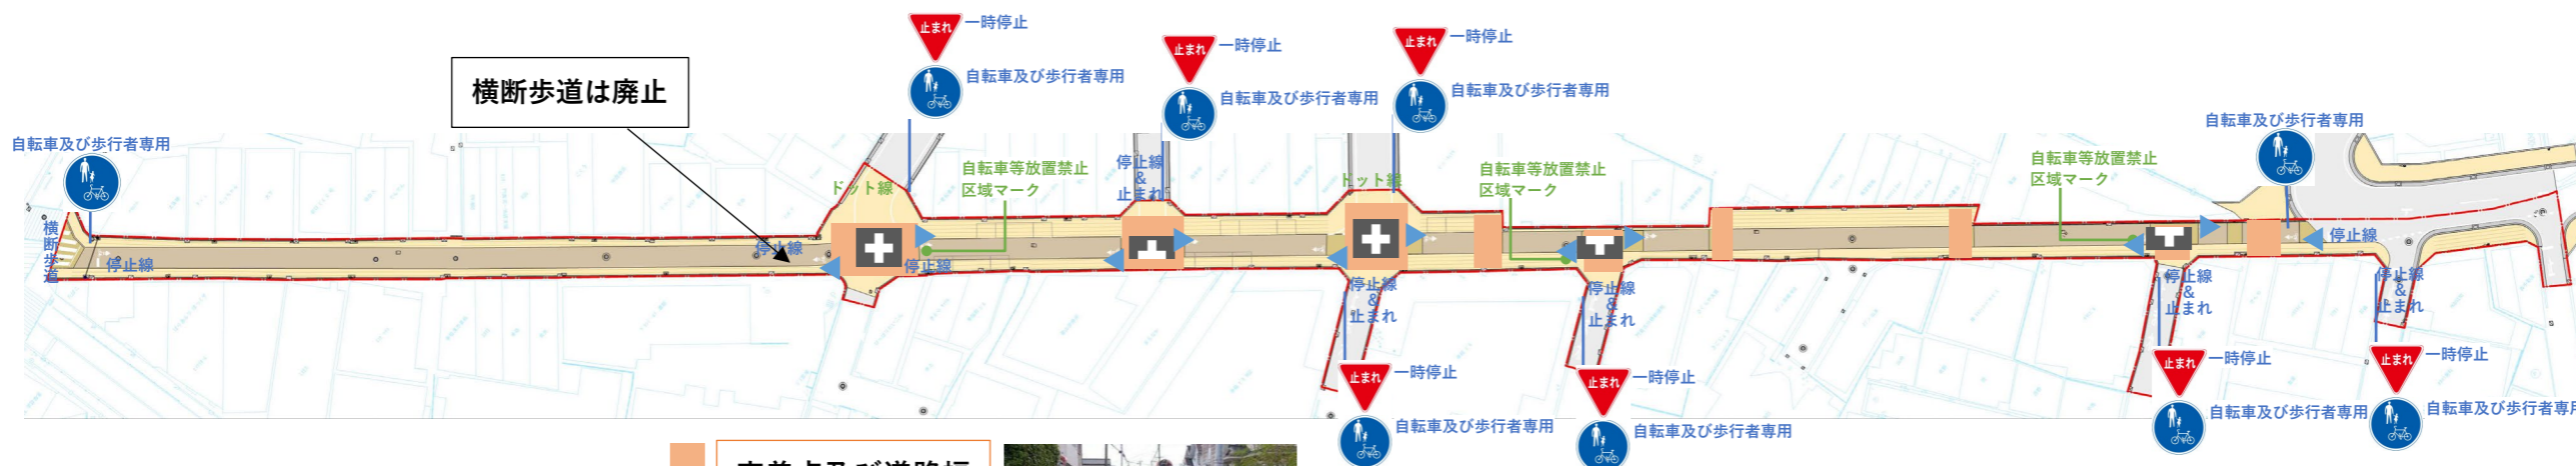 止まれ
一時停止
自転車及び歩行者専用
止まれ
一時停止
自転車及び歩行者専用
止まれ
一時停止
自転車及び歩行者専用
横断歩道は廃止
自転車及び歩行者専用
自転車及び歩行者専用
ドット線
自転車等放置禁止
区域マーク
停止線
&
止まれ
ドット線
自転車等放置禁止
区域マーク
自転車等放置禁止
区域マーク
横断歩道
停止線
停止線
停止線
停止線
停止線
&
止まれ
停止線
&
止まれ
停止線
&
止まれ
停止線
&
止まれ
止まれ
一時停止
自転車及び歩行者専用
止まれ
一時停止
自転車及び歩行者専用
止まれ
一時停止
自転車及び歩行者専用
止まれ
一時停止
自転車及び歩行者専用